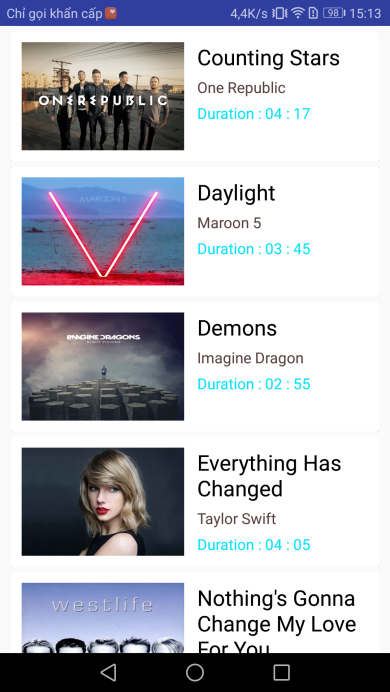 Chỉ gọi khẩn cấp 4,4K/s 98 15:13
ONEREPUBLIC
Counting Stars
One Republic
Duration : 04 : 17
MAROON 5
Daylight
Maroon 5
Duration : 03 : 45
IMAGINE DRAGONS
Demons
Imagine Dragon
Duration : 02 : 55
Everything Has
Changed
Taylor Swift
Duration : 04 : 05
westlife
Nothing's Gonna
Change My Love
For You